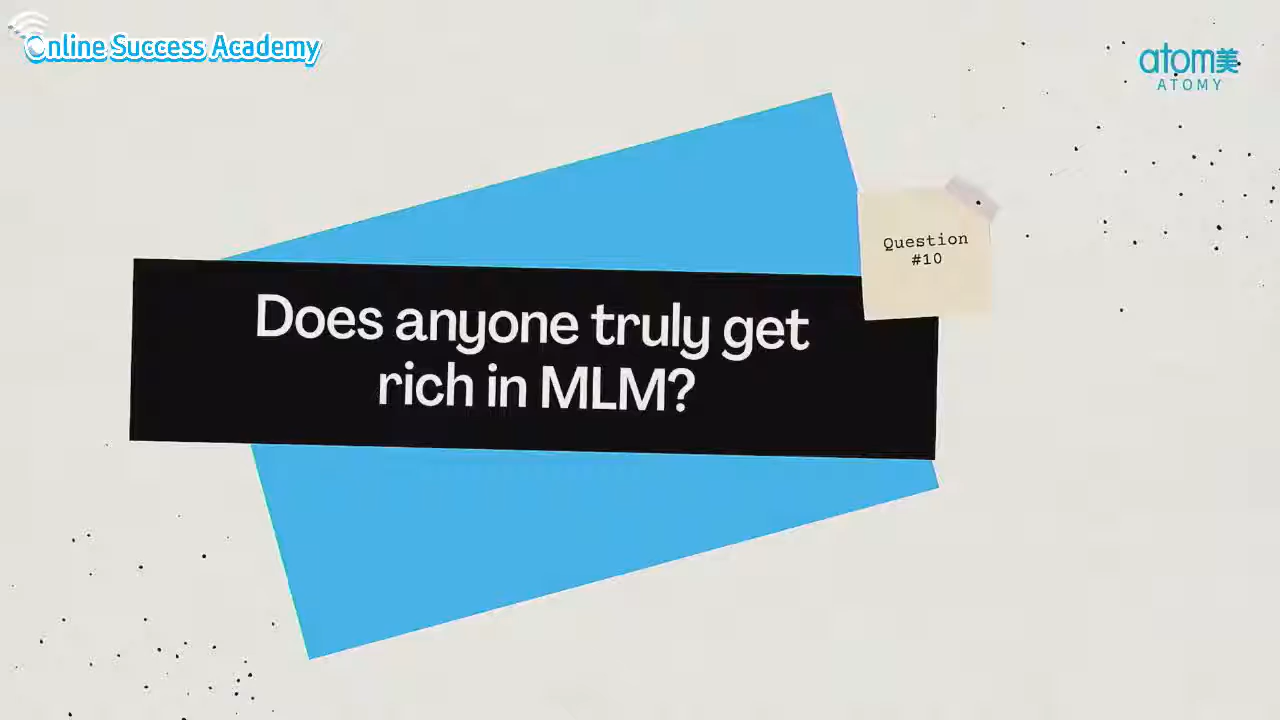 Online Success Academy
atom美
ATOMY
Question
#10
Does anyone truly get
rich in MLM?